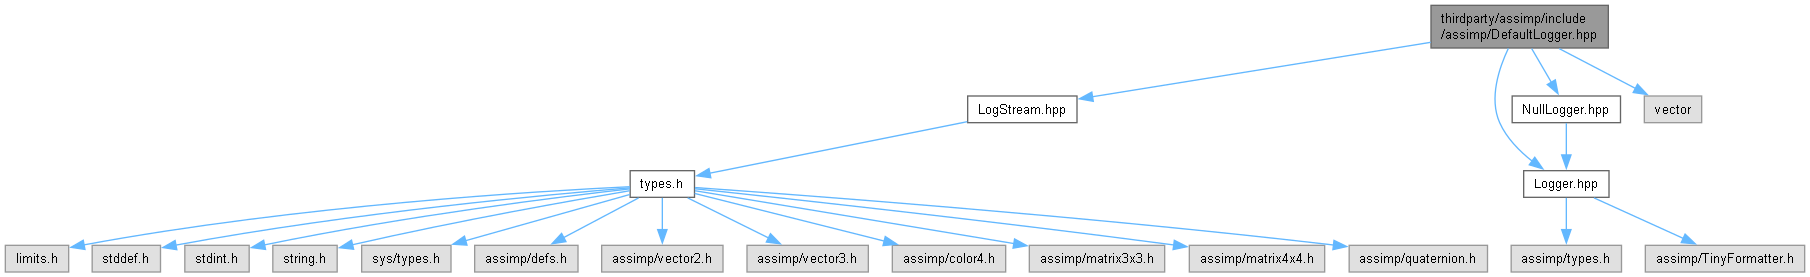 thirdparty/assimp/include
/assimp/DefaultLogger.hpp
LogStream.hpp
NullLogger.hpp
vector
types.h
Logger.hpp
limits.h
stddef.h
stdint.h
string.h
sys/types.h
assimp/defs.h
assimp/vector2.h
assimp/vector3.h
assimp/color4.h
assimp/matrix3x3.h
assimp/matrix4x4.h
assimp/quaternion.h
assimp/types.h
assimp/TinyFormatter.h